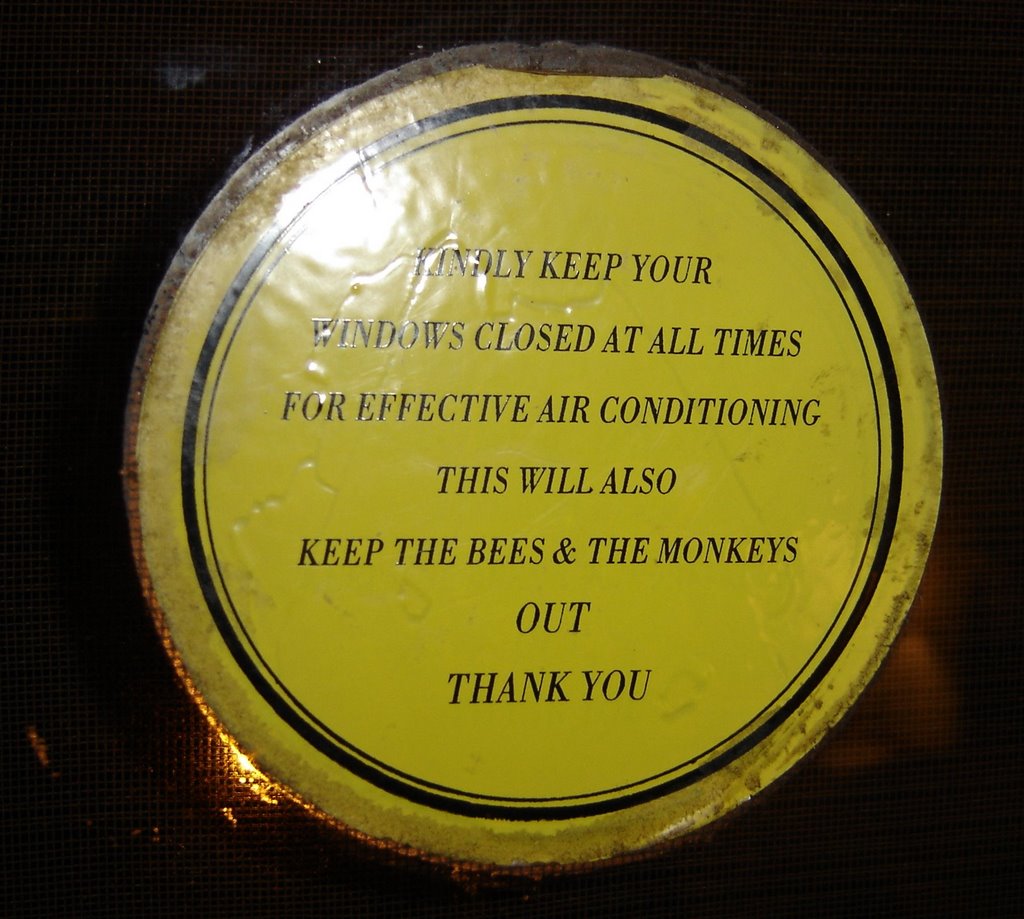 KINDLY KEEP YOUR
WINDOWS CLOSED AT ALL TIMES
FOR EFFECTIVE AIR CONDITIONING
THIS WILL ALSO
KEEP THE BEES & THE MONKEYS
OUT
THANK YOU